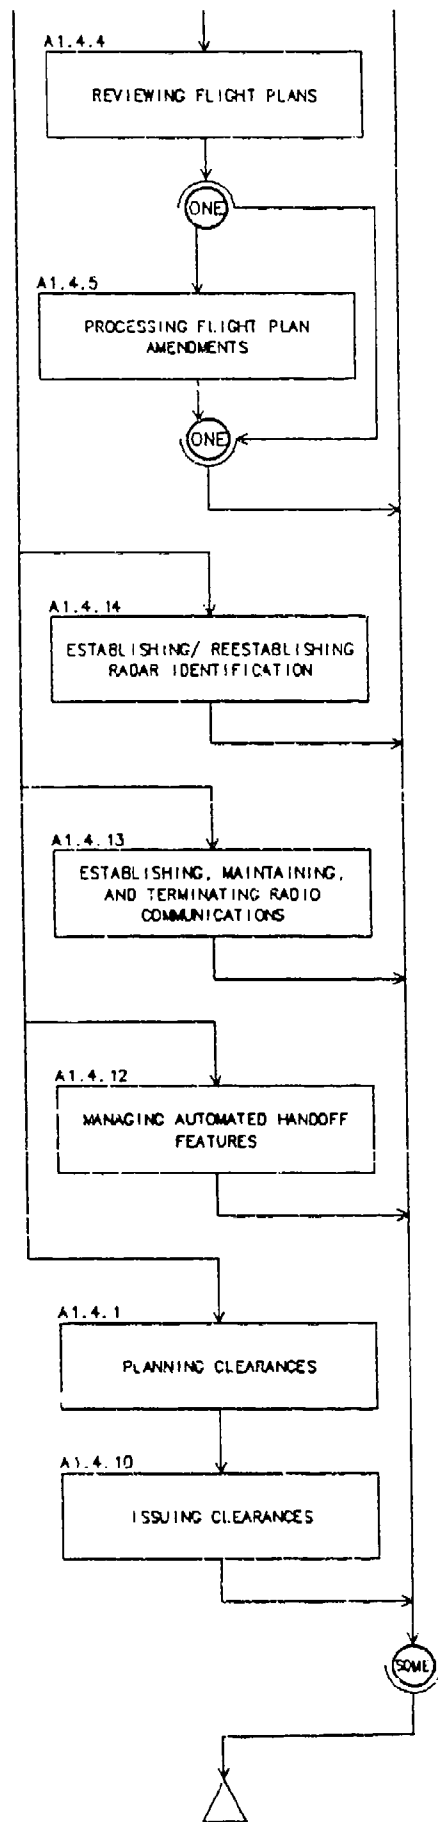 A1.4.4
REVIEWING FLIGHT PLANS
ONE
A1.4.5
PROCESSING FLIGHT PLAN
AMENDMENTS
ONE
A1.4.14
ESTABLISHING/ REESTABLISHING
RADAR IDENTIFICATION
A1.4.13
ESTABLISHING, MAINTAINING,
AND TERMINATING RADIO
COMMUNICATIONS
A1.4.12
MANAGING AUTOMATED HANDOFF
FEATURES
A1.4.1
PLANNING CLEARANCES
A1.4.10
ISSUING CLEARANCES
SOME